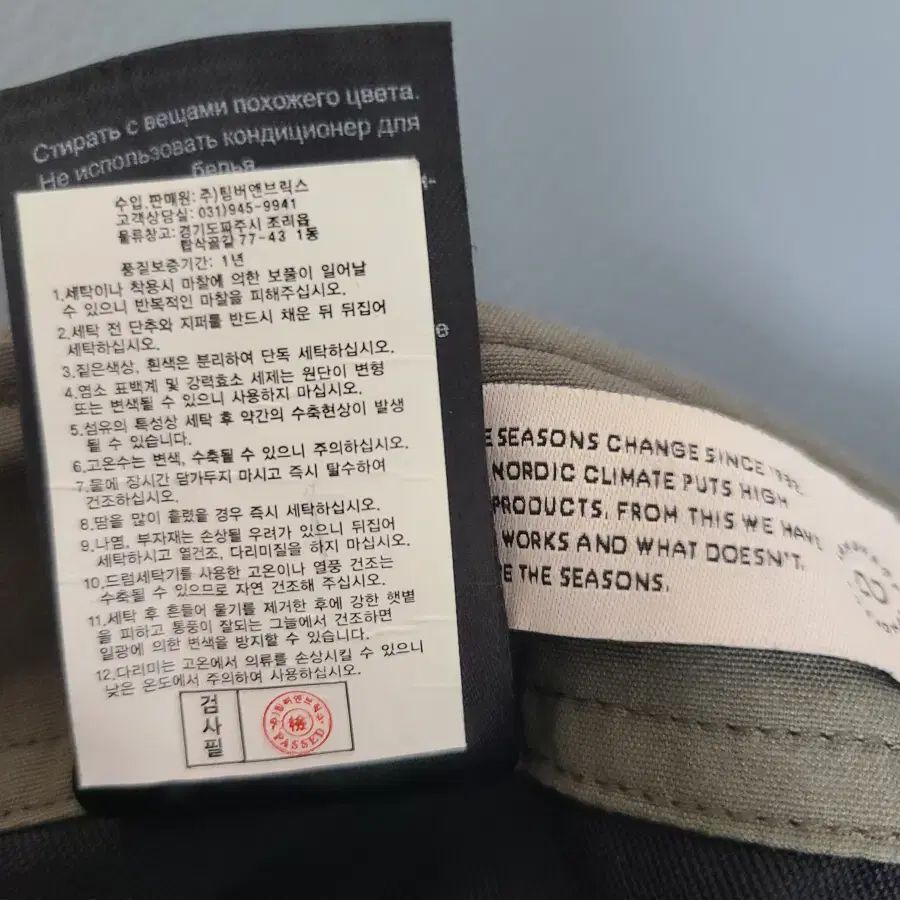 Стирать с вещами похожего цвета.
Не использовать кондиционер для
белья
수입.판매원: 주)팀버앤브릭스
고객상담실: 031)945-9941
물류창고: 경기도파주시 조리읍
탑삭골길 77-43 1동
품질보증기간: 1년
1.세탁이나 착용시 마찰에 의한 보풀이 일어날
수 있으니 반복적인 마찰을 피해주십시오.
2.세탁 전 단추와 지퍼를 반드시 채운 뒤 뒤집어
세탁하십시오.
3.짙은색상, 흰색은 분리하여 단독 세탁하십시오.
4.염소 표백계 및 강력효소 세제는 원단이 변형
또는 변색될 수 있으니 사용하지 마십시오.
5.섬유의 특성상 세탁 후 약간의 수축현상이 발생
될 수 있습니다.
6.고온수는 변색, 수축될 수 있으니 주의하십시오.
7.물에 장시간 담가두지 마시고 즉시 탈수하여
건조하십시오.
8.땀을 많이 흘렸을 경우 즉시 세탁하십시오.
9.나염, 부자재는 손상될 우려가 있으니 뒤집어
세탁하시고 열건조, 다리미질을 하지 마십시오.
10.드럼세탁기를 사용한 고온이나 열풍 건조는
수축될 수 있으므로 자연 건조해 주십시오.
11.세탁 후 흔들어 물기를 제거한 후에 강한 햇볕
을 피하고 통풍이 잘되는 그늘에서 건조하면
일광에 의한 변색을 방지할 수 있습니다.
12.다리미는 고온에서 의류를 손상시킬 수 있으니
낮은 온도에서 주의하여 사용하십시오.
검사필
주)팀버앤브릭스
檢
PASSED
E SEASONS CHANGE SINCE
NORDIC CLIMATE PUTS HIGH
PRODUCTS. FROM THIS WE HAVE
WORKS AND WHAT DOESN'T.
E THE SEASONS.